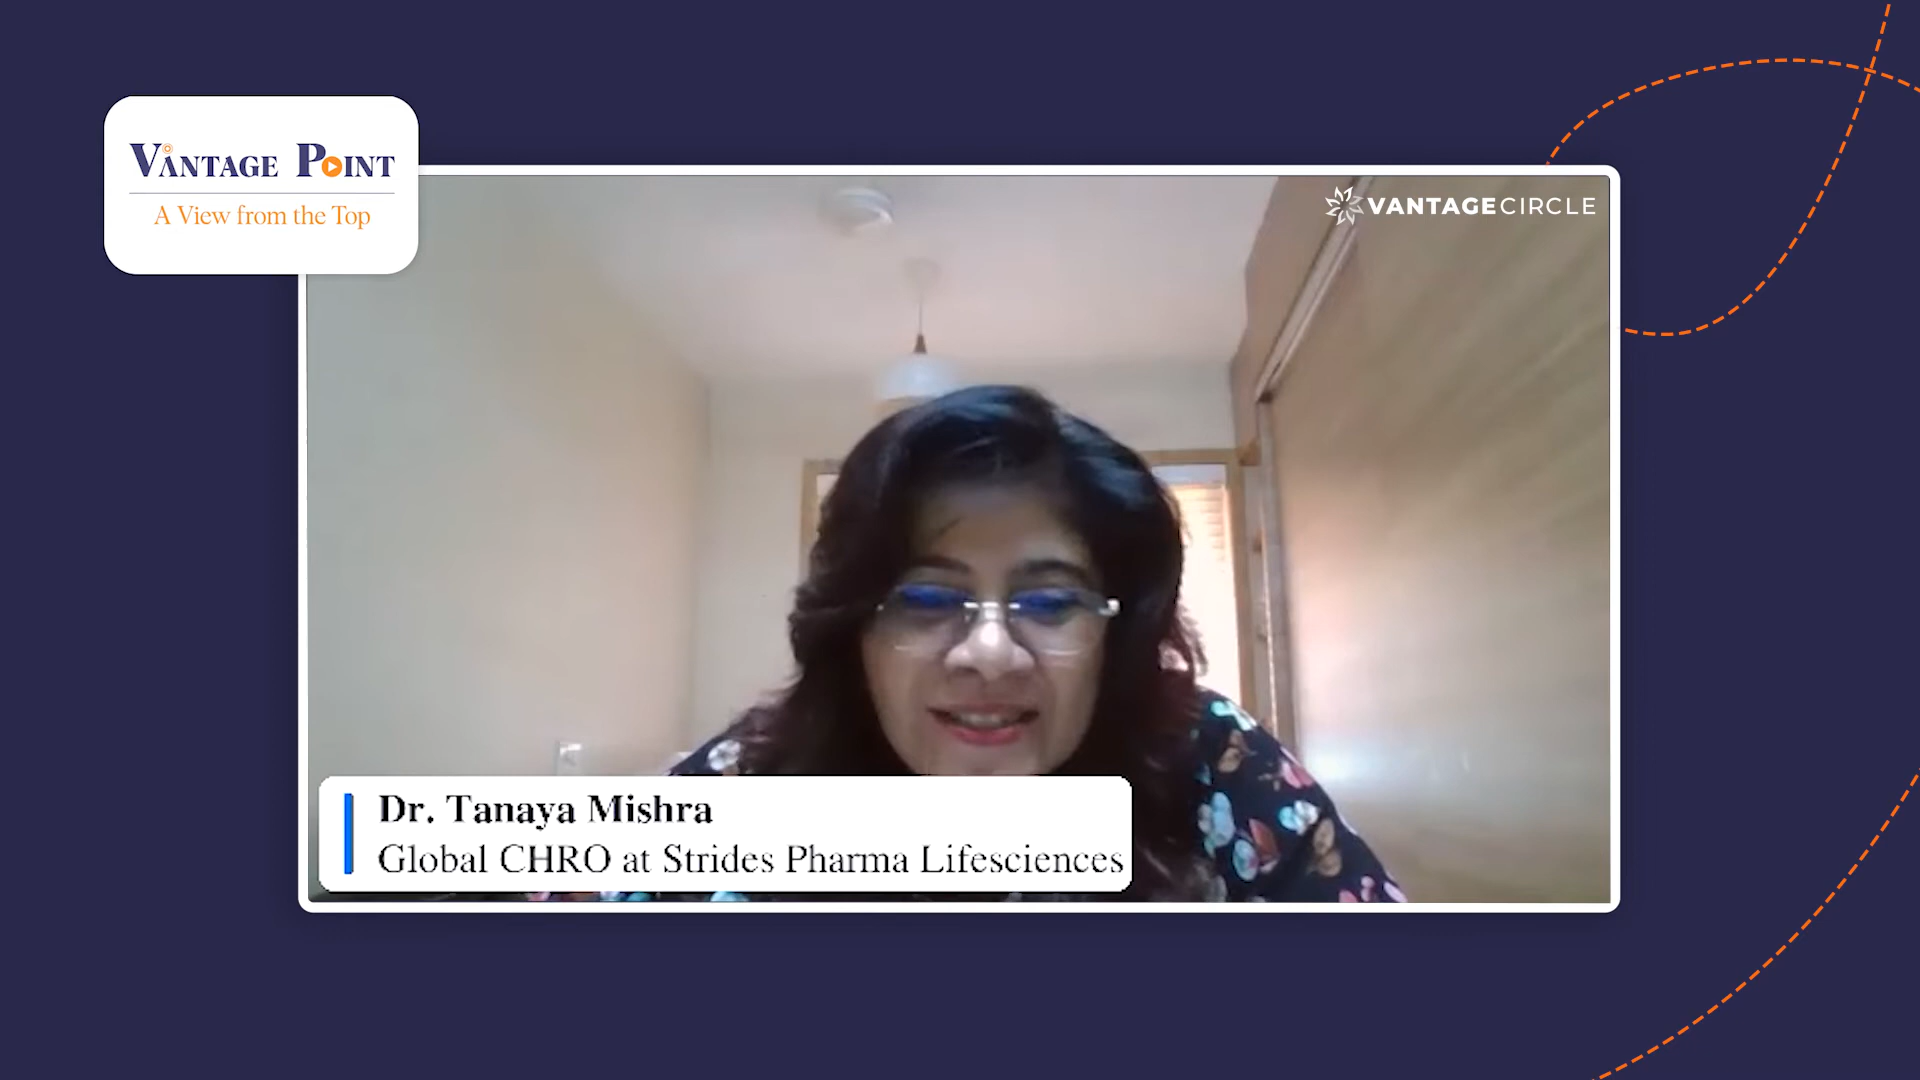 VANTAGE POINT
A View from the Top
VANTAGECIRCLE
Dr. Tanaya Mishra
Global CHRO at Strides Pharma Lifesciences